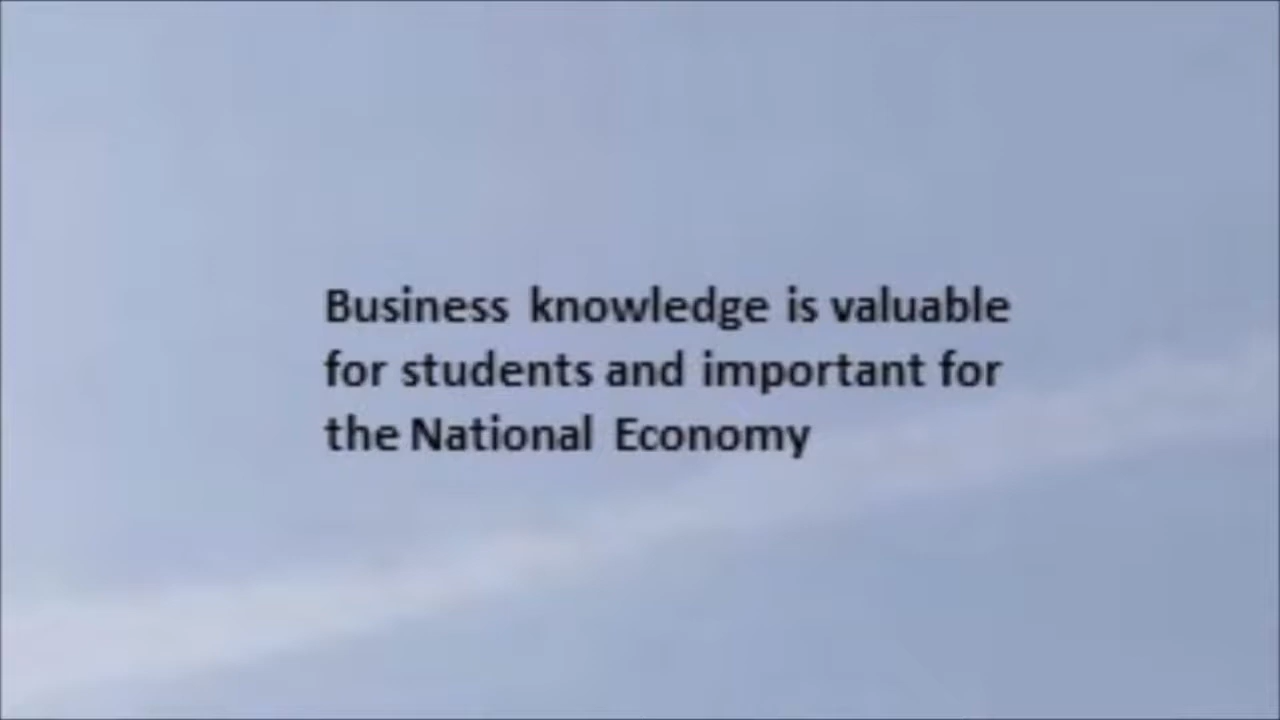 Business knowledge is valuable
for students and important for
the National Economy